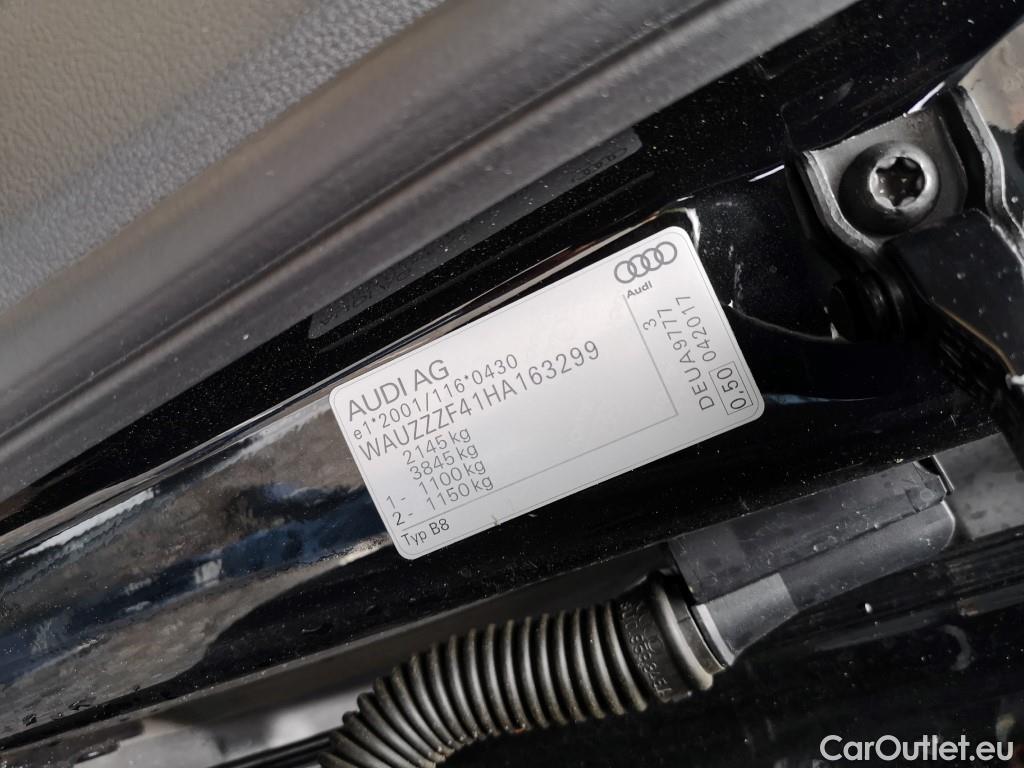 AUDI AG
e1*2001/116*0430
WAUZZZF41HA163299
2145 kg
3845 kg
1- 1100 kg
2- 1150 kg
Typ B8
Audi
3
DEUA9777
0.50 042017
CarOutlet.eu